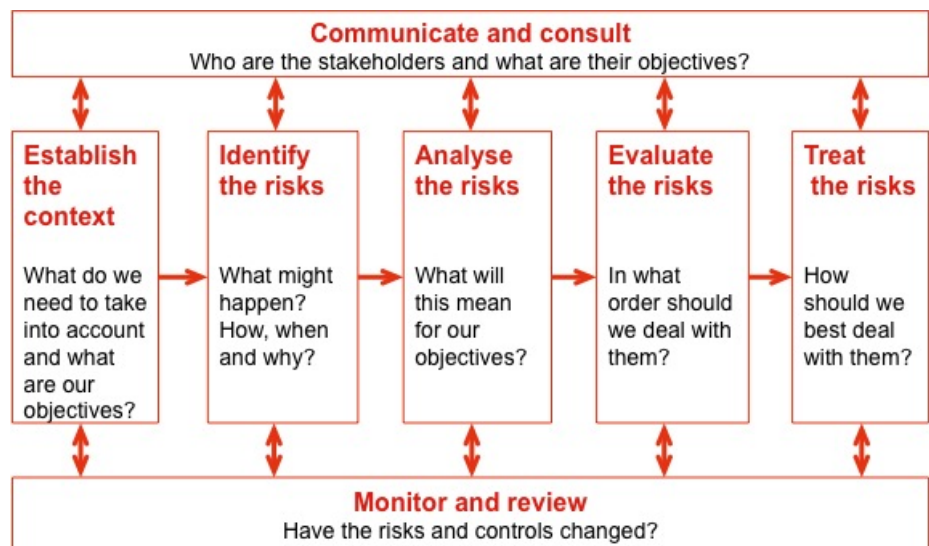 Communicate and consult
Who are the stakeholders and what are their objectives?
Establish
the
context
What do we
need to take
into account
and what
are our
objectives?
Identify
the risks
What might
happen?
How, when
and why?
Analyse
the risks
What will
this mean
for our
objectives?
Evaluate
the risks
In what
order should
we deal with
them?
Treat
the risks
How
should we
best deal
with them?
Monitor and review
Have the risks and controls changed?